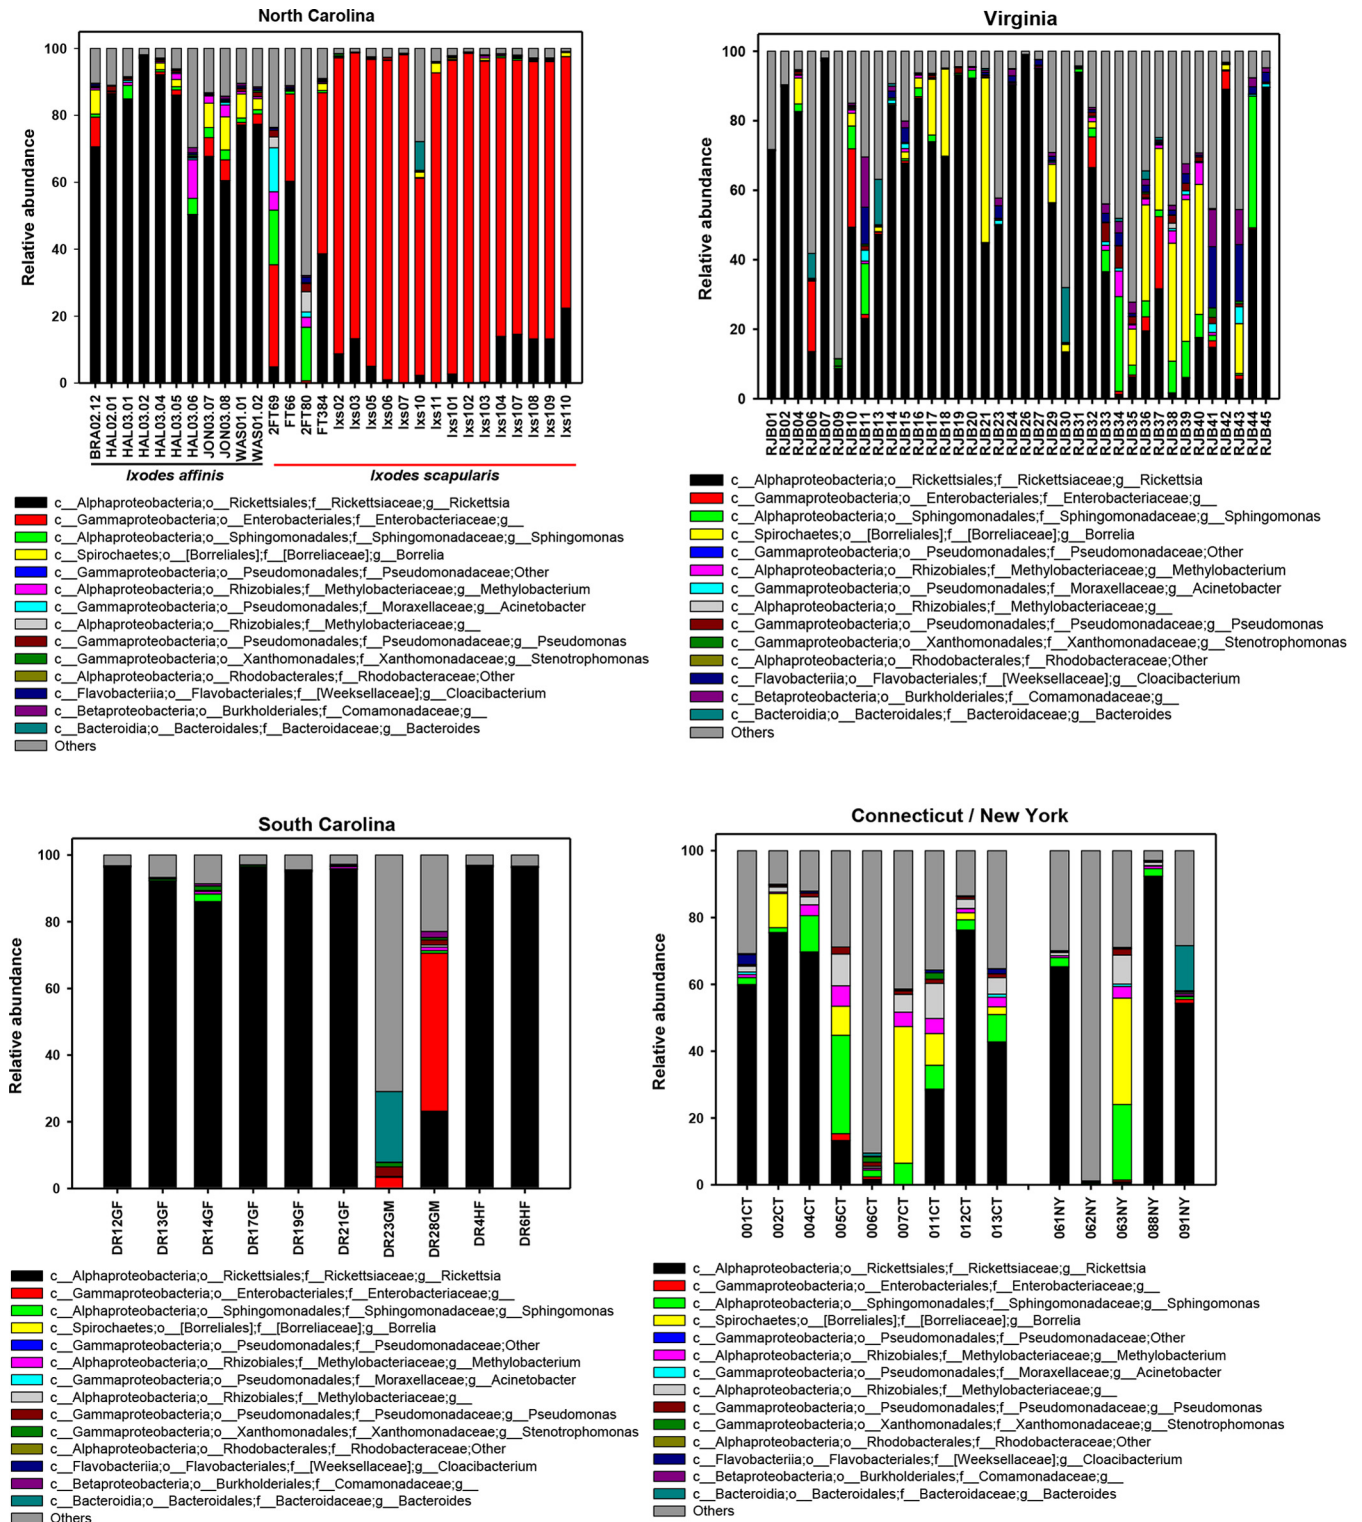 North Carolina
Relative abundance
100
80
60
40
20
0
BRA02.12
HAL02.01
HAL03.01
HAL03.02
HAL03.04
HAL03.05
HAL03.06
JON03.07
JON03.08
WAS01.01
WAS01.02
2FT69
FT66
2FT80
FT384
Ixs02
Ixs03
Ixs05
Ixs06
Ixs07
Ixs10
Ixs11
Ixs101
Ixs102
Ixs103
Ixs104
Ixs107
Ixs108
Ixs109
Ixs110
Ixodes affinis
Ixodes scapularis
c__Alphaproteobacteria;o__Rickettsiales;f__Rickettsiaceae;g__Rickettsia
c__Gammaproteobacteria;o__Enterobacteriales;f__Enterobacteriaceae;g__
c__Alphaproteobacteria;o__Sphingomonadales;f__Sphingomonadaceae;g__Sphingomonas
c__Spirochaetes;o__[Borreliales];f__[Borreliaceae];g__Borrelia
c__Gammaproteobacteria;o__Pseudomonadales;f__Pseudomonadaceae;Other
c__Alphaproteobacteria;o__Rhizobiales;f__Methylobacteriaceae;g__Methylobacterium
c__Gammaproteobacteria;o__Pseudomonadales;f__Moraxellaceae;g__Acinetobacter
c__Alphaproteobacteria;o__Rhizobiales;f__Methylobacteriaceae;g__
c__Gammaproteobacteria;o__Pseudomonadales;f__Pseudomonadaceae;g__Pseudomonas
c__Gammaproteobacteria;o__Xanthomonadales;f__Xanthomonadaceae;g__Stenotrophomonas
c__Alphaproteobacteria;o__Rhodobacterales;f__Rhodobacteraceae;Other
c__Flavobacteriia;o__Flavobacteriales;f__[Weeksellaceae];g__Cloacibacterium
c__Betaproteobacteria;o__Burkholderiales;f__Comamonadaceae;g__
c__Bacteroidia;o__Bacteroidales;f__Bacteroidaceae;g__Bacteroides
Others
Virginia
Relative abundance
100
80
60
40
20
0
RJB01
RJB02
RJB04
RJB06
RJB07
RJB09
RJB10
RJB11
RJB13
RJB14
RJB15
RJB16
RJB17
RJB18
RJB19
RJB20
RJB21
RJB23
RJB24
RJB26
RJB27
RJB29
RJB30
RJB31
RJB32
RJB33
RJB34
RJB35
RJB36
RJB37
RJB38
RJB39
RJB40
RJB41
RJB42
RJB43
RJB44
RJB45
c__Alphaproteobacteria;o__Rickettsiales;f__Rickettsiaceae;g__Rickettsia
c__Gammaproteobacteria;o__Enterobacteriales;f__Enterobacteriaceae;g__
c__Alphaproteobacteria;o__Sphingomonadales;f__Sphingomonadaceae;g__Sphingomonas
c__Spirochaetes;o__[Borreliales];f__[Borreliaceae];g__Borrelia
c__Gammaproteobacteria;o__Pseudomonadales;f__Pseudomonadaceae;Other
c__Alphaproteobacteria;o__Rhizobiales;f__Methylobacteriaceae;g__Methylobacterium
c__Gammaproteobacteria;o__Pseudomonadales;f__Moraxellaceae;g__Acinetobacter
c__Alphaproteobacteria;o__Rhizobiales;f__Methylobacteriaceae;g__
c__Gammaproteobacteria;o__Pseudomonadales;f__Pseudomonadaceae;g__Pseudomonas
c__Gammaproteobacteria;o__Xanthomonadales;f__Xanthomonadaceae;g__Stenotrophomonas
c__Alphaproteobacteria;o__Rhodobacterales;f__Rhodobacteraceae;Other
c__Flavobacteriia;o__Flavobacteriales;f__[Weeksellaceae];g__Cloacibacterium
c__Betaproteobacteria;o__Burkholderiales;f__Comamonadaceae;g__
c__Bacteroidia;o__Bacteroidales;f__Bacteroidaceae;g__Bacteroides
Others
South Carolina
Relative abundance
100
80
60
40
20
0
DR12GF
DR13GF
DR14GF
DR17GF
DR19GF
DR21GF
DR23GM
DR28GM
DR4HF
DR6HF
c__Alphaproteobacteria;o__Rickettsiales;f__Rickettsiaceae;g__Rickettsia
c__Gammaproteobacteria;o__Enterobacteriales;f__Enterobacteriaceae;g__
c__Alphaproteobacteria;o__Sphingomonadales;f__Sphingomonadaceae;g__Sphingomonas
c__Spirochaetes;o__[Borreliales];f__[Borreliaceae];g__Borrelia
c__Gammaproteobacteria;o__Pseudomonadales;f__Pseudomonadaceae;Other
c__Alphaproteobacteria;o__Rhizobiales;f__Methylobacteriaceae;g__Methylobacterium
c__Gammaproteobacteria;o__Pseudomonadales;f__Moraxellaceae;g__Acinetobacter
c__Alphaproteobacteria;o__Rhizobiales;f__Methylobacteriaceae;g__
c__Gammaproteobacteria;o__Pseudomonadales;f__Pseudomonadaceae;g__Pseudomonas
c__Gammaproteobacteria;o__Xanthomonadales;f__Xanthomonadaceae;g__Stenotrophomonas
c__Alphaproteobacteria;o__Rhodobacterales;f__Rhodobacteraceae;Other
c__Flavobacteriia;o__Flavobacteriales;f__[Weeksellaceae];g__Cloacibacterium
c__Betaproteobacteria;o__Burkholderiales;f__Comamonadaceae;g__
c__Bacteroidia;o__Bacteroidales;f__Bacteroidaceae;g__Bacteroides
Others
Connecticut / New York
Relative abundance
100
80
60
40
20
0
001CT
002CT
004CT
005CT
006CT
007CT
011CT
012CT
013CT
061NY
062NY
063NY
088NY
091NY
c__Alphaproteobacteria;o__Rickettsiales;f__Rickettsiaceae;g__Rickettsia
c__Gammaproteobacteria;o__Enterobacteriales;f__Enterobacteriaceae;g__
c__Alphaproteobacteria;o__Sphingomonadales;f__Sphingomonadaceae;g__Sphingomonas
c__Spirochaetes;o__[Borreliales];f__[Borreliaceae];g__Borrelia
c__Gammaproteobacteria;o__Pseudomonadales;f__Pseudomonadaceae;Other
c__Alphaproteobacteria;o__Rhizobiales;f__Methylobacteriaceae;g__Methylobacterium
c__Gammaproteobacteria;o__Pseudomonadales;f__Moraxellaceae;g__Acinetobacter
c__Alphaproteobacteria;o__Rhizobiales;f__Methylobacteriaceae;g__
c__Gammaproteobacteria;o__Pseudomonadales;f__Pseudomonadaceae;g__Pseudomonas
c__Gammaproteobacteria;o__Xanthomonadales;f__Xanthomonadaceae;g__Stenotrophomonas
c__Alphaproteobacteria;o__Rhodobacterales;f__Rhodobacteraceae;Other
c__Flavobacteriia;o__Flavobacteriales;f__[Weeksellaceae];g__Cloacibacterium
c__Betaproteobacteria;o__Burkholderiales;f__Comamonadaceae;g__
c__Bacteroidia;o__Bacteroidales;f__Bacteroidaceae;g__Bacteroides
Others